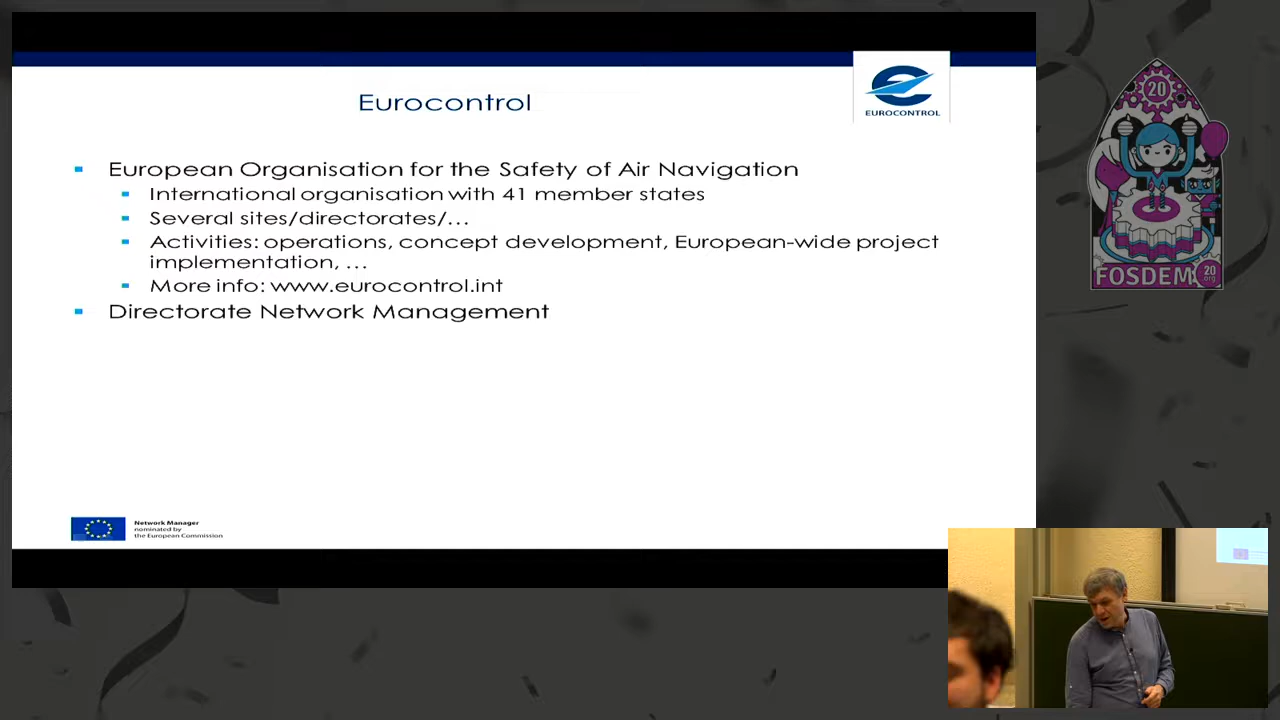 Eurocontrol
EUROCONTROL
European Organisation for the Safety of Air Navigation
International organisation with 41 member states
Several sites/directorates/...
Activities: operations, concept development, European-wide project
implementation, ...
More info: www.eurocontrol.int
Directorate Network Management
Network Manager
nominated by
the European Commission
20
FOSDEM
20
.org